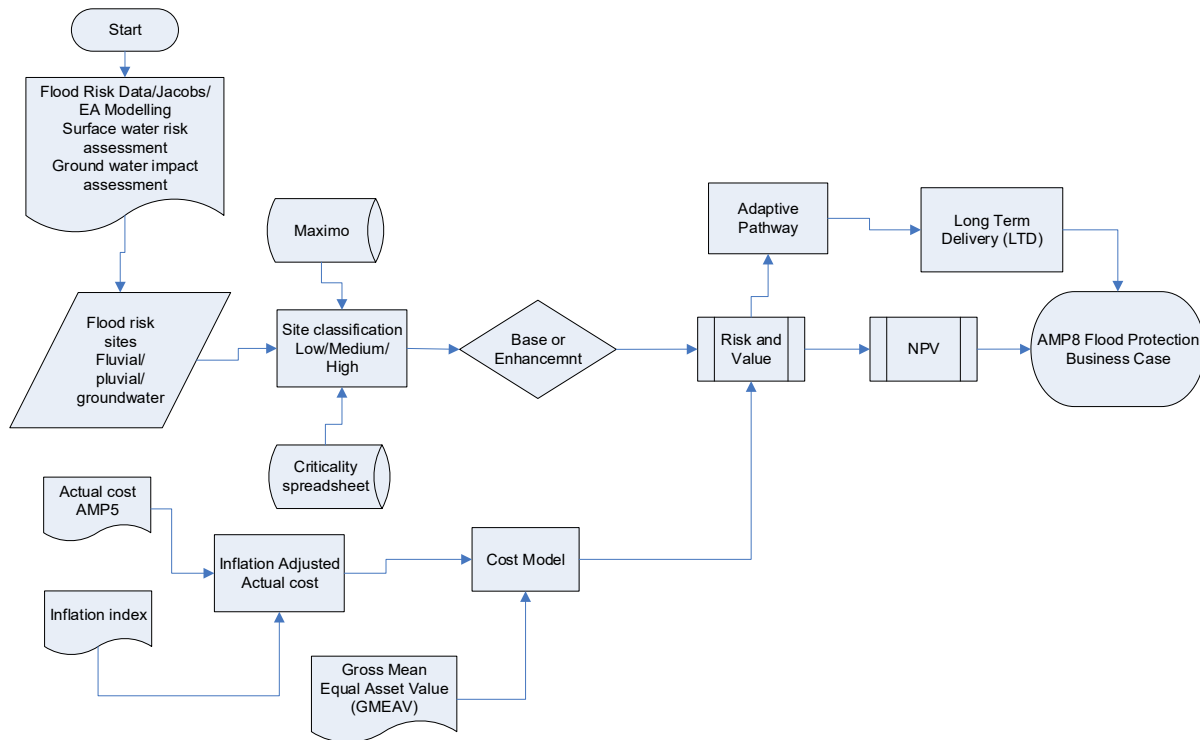 Start
Flood Risk Data/Jacobs/
EA Modelling
Surface water risk
assessment
Ground water impact
assessment
Maximo
Adaptive
Pathway
Long Term
Delivery (LTD)
Flood risk
sites
Fluvial/
pluvial/
groundwater
Site classification
Low/Medium/
High
Base or
Enhancemnt
Risk and
Value
NPV
AMP8 Flood Protection
Business Case
Criticality
spreadsheet
Actual cost
AMP5
Inflation Adjusted
Actual cost
Cost Model
Inflation index
Gross Mean
Equal Asset Value
(GMEAV)